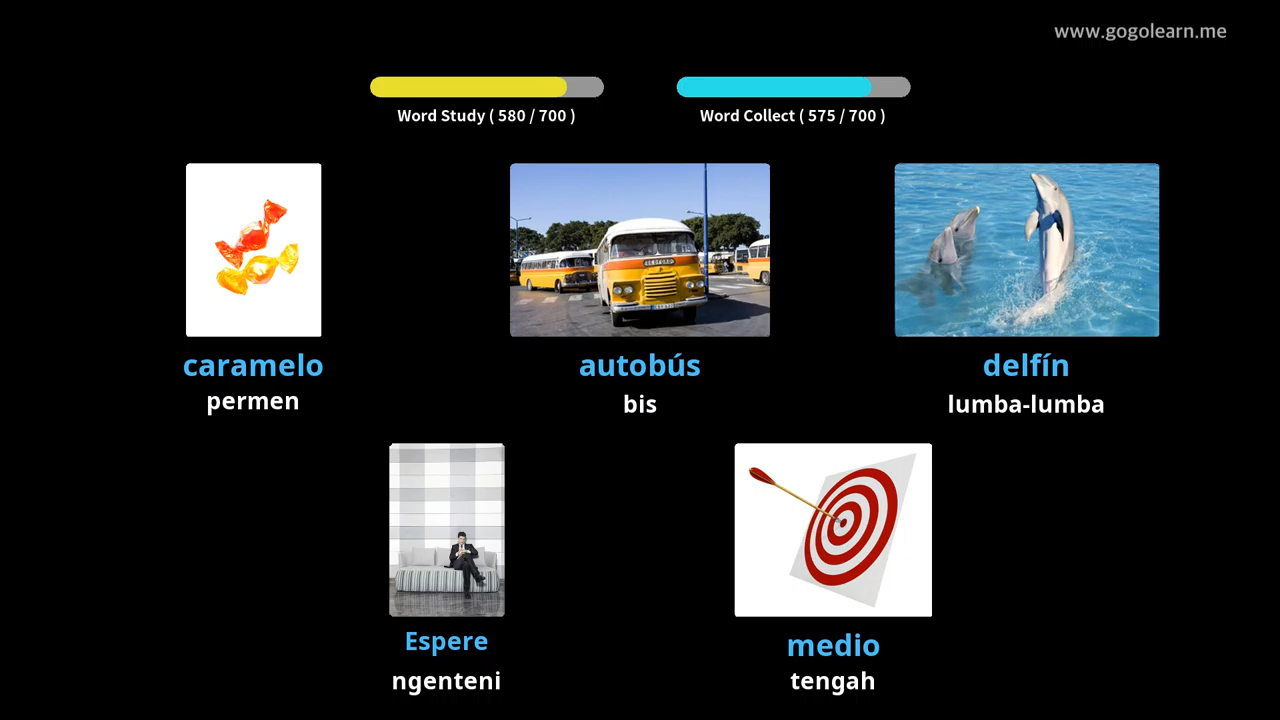 www.gogolearn.me
Word Study ( 580 / 700 )
Word Collect ( 575 / 700 )
caramelo
permen
autobús
bis
delfín
lumba-lumba
Espere
ngenteni
medio
tengah